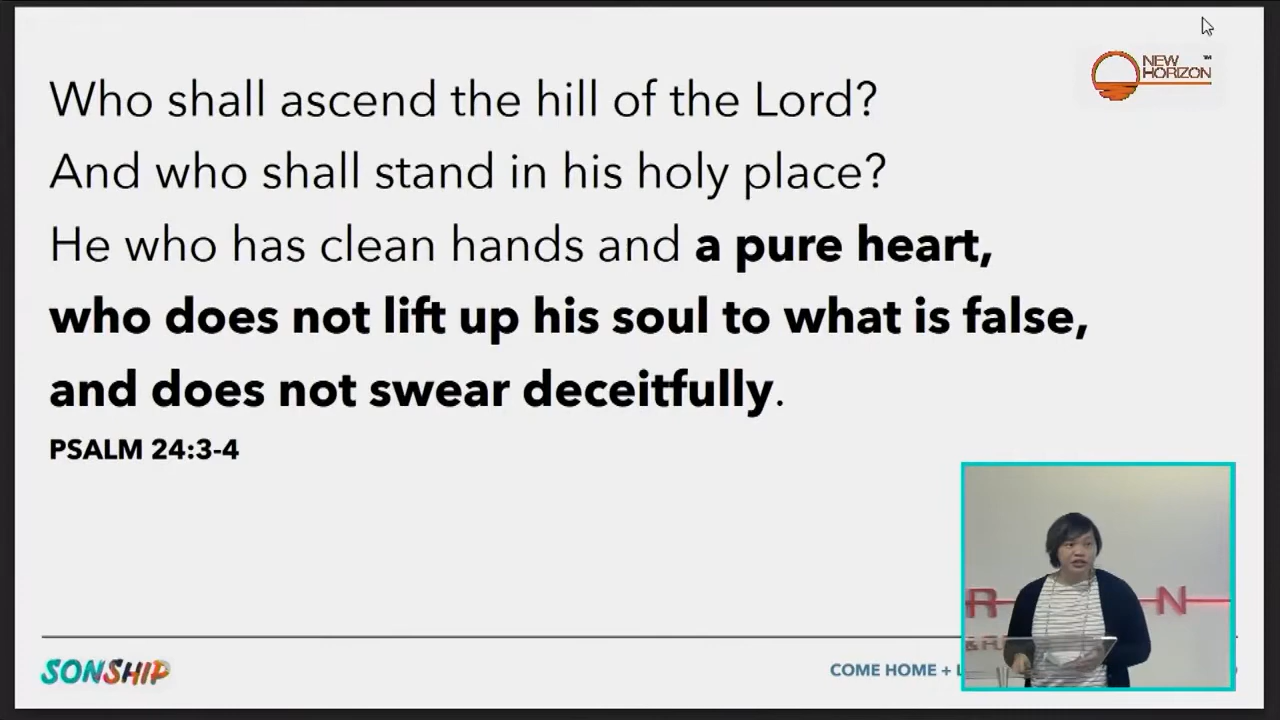 NEW
HORIZON™
Who shall ascend the hill of the Lord?
And who shall stand in his holy place?
He who has clean hands and a pure heart,
who does not lift up his soul to what is false,
and does not swear deceitfully.
PSALM 24:3-4
SONSHIP
COME HOME +